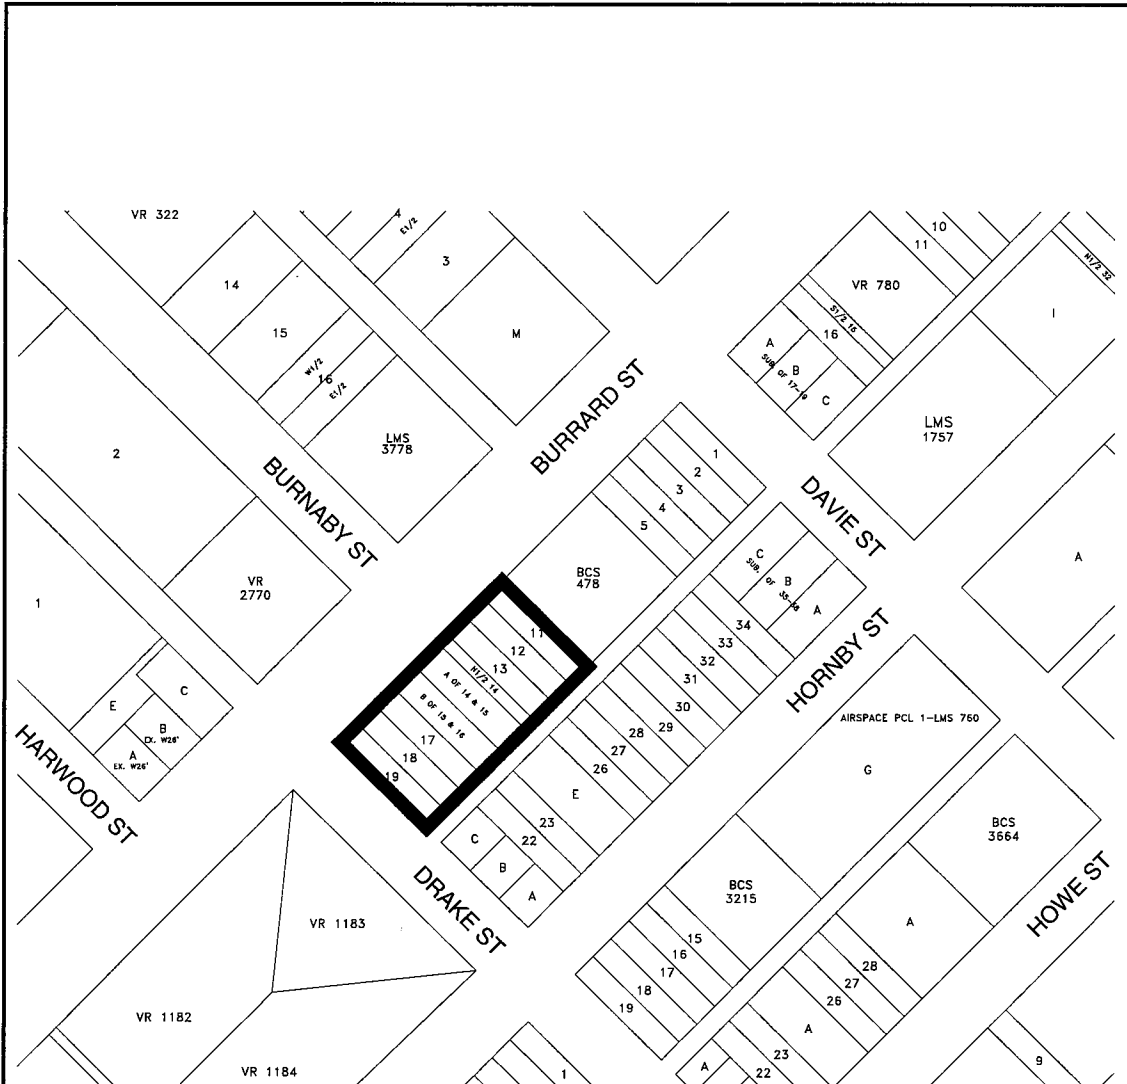 VR 322
4
E1/2
3
14
15
W1/2
16
E1/2
M
LMS
3778
10
11
VR 780
S1/2 15
16
A
B
C
SUB. OF 17-19
N1/2 32
I
LMS
1757
A
2
BURNABY ST
BURRARD ST
DAVIE ST
1
2
3
4
5
BCS
478
VR
2770
1
C
E
B
EX. W26'
A
EX. W26'
HARWOOD ST
11
12
13
N1/2 14
A OF 14 & 15
B OF 15 & 16
17
18
19
C
B
A
SUB. OF 35-38
34
33
32
31
30
29
28
27
26
E
23
22
C
B
A
HORNBY ST
AIRSPACE PCL 1-LMS 760
G
BCS
3664
HOWE ST
DRAKE ST
BCS
3215
15
16
17
18
19
A
28
27
26
A
23
22
A
9
1
VR 1183
VR 1182
VR 1184